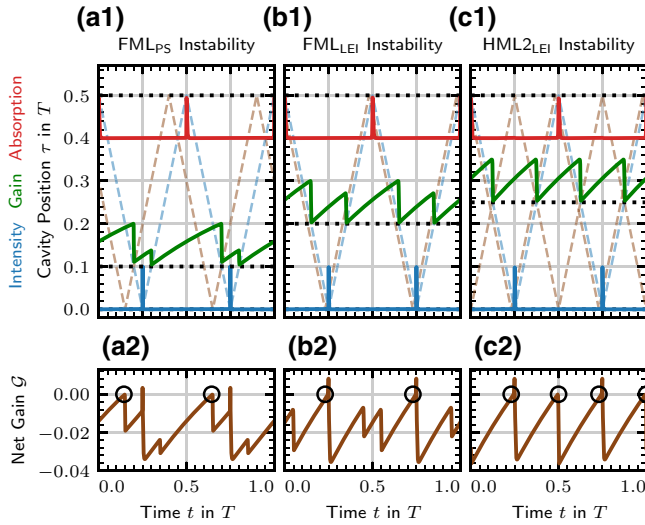 (a1) (b1) (c1)
FML_PS Instability FML_LEI Instability HML2_LEI Instability
Intensity Gain Absorption
Cavity Position τ in T
0.5
0.4
0.3
0.2
0.1
0.0
(a2) (b2) (c2)
Net Gain 𝒢
0.00
−0.02
−0.04
0.0 0.5 1.0 0.0 0.5 1.0 0.0 0.5 1.0
Time t in T Time t in T Time t in T